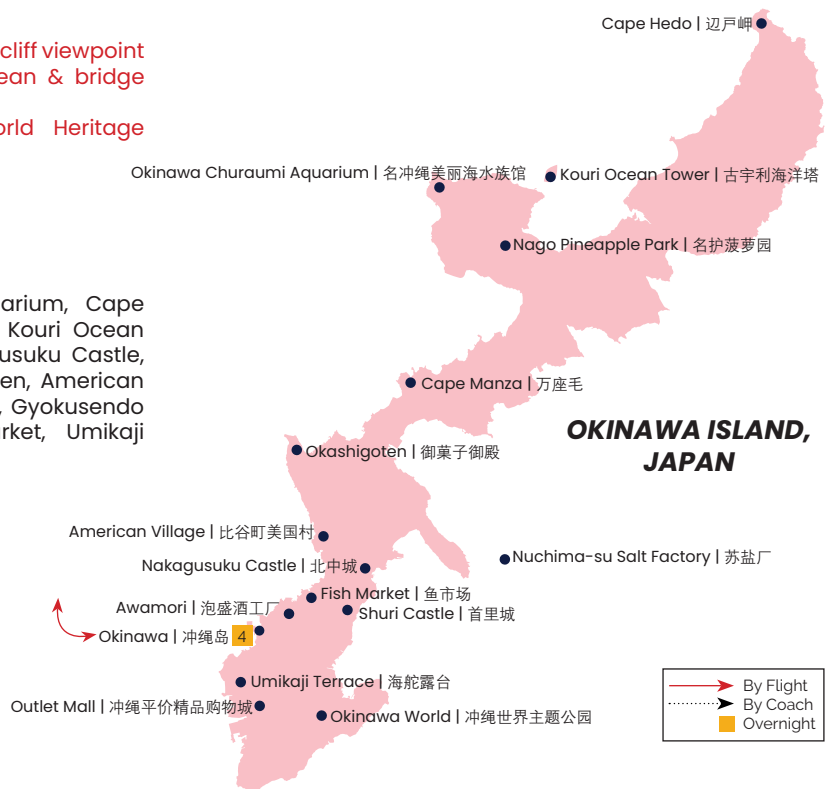 cliff viewpoint
ean & bridge
orld Heritage
arium, Cape
Kouri Ocean
usuku Castle,
en, American
, Gyokusendo
rket, Umikaji
Cape Hedo | 辺戸岬
Okinawa Churaumi Aquarium | 名冲绳美丽海水族馆
Kouri Ocean Tower | 古宇利海洋塔
Nago Pineapple Park | 名护菠萝园
Cape Manza | 万座毛
OKINAWA ISLAND,
JAPAN
Okashigoten | 御菓子御殿
American Village | 比谷町美国村
Nakagusuku Castle | 北中城
Nuchima-su Salt Factory | 苏盐厂
Fish Market | 鱼市场
Awamori | 泡盛酒工厂
Shuri Castle | 首里城
Okinawa | 冲绳岛 4
Umikaji Terrace | 海舵露台
Outlet Mall | 冲绳平价精品购物城
Okinawa World | 冲绳世界主题公园
By Flight
By Coach
Overnight